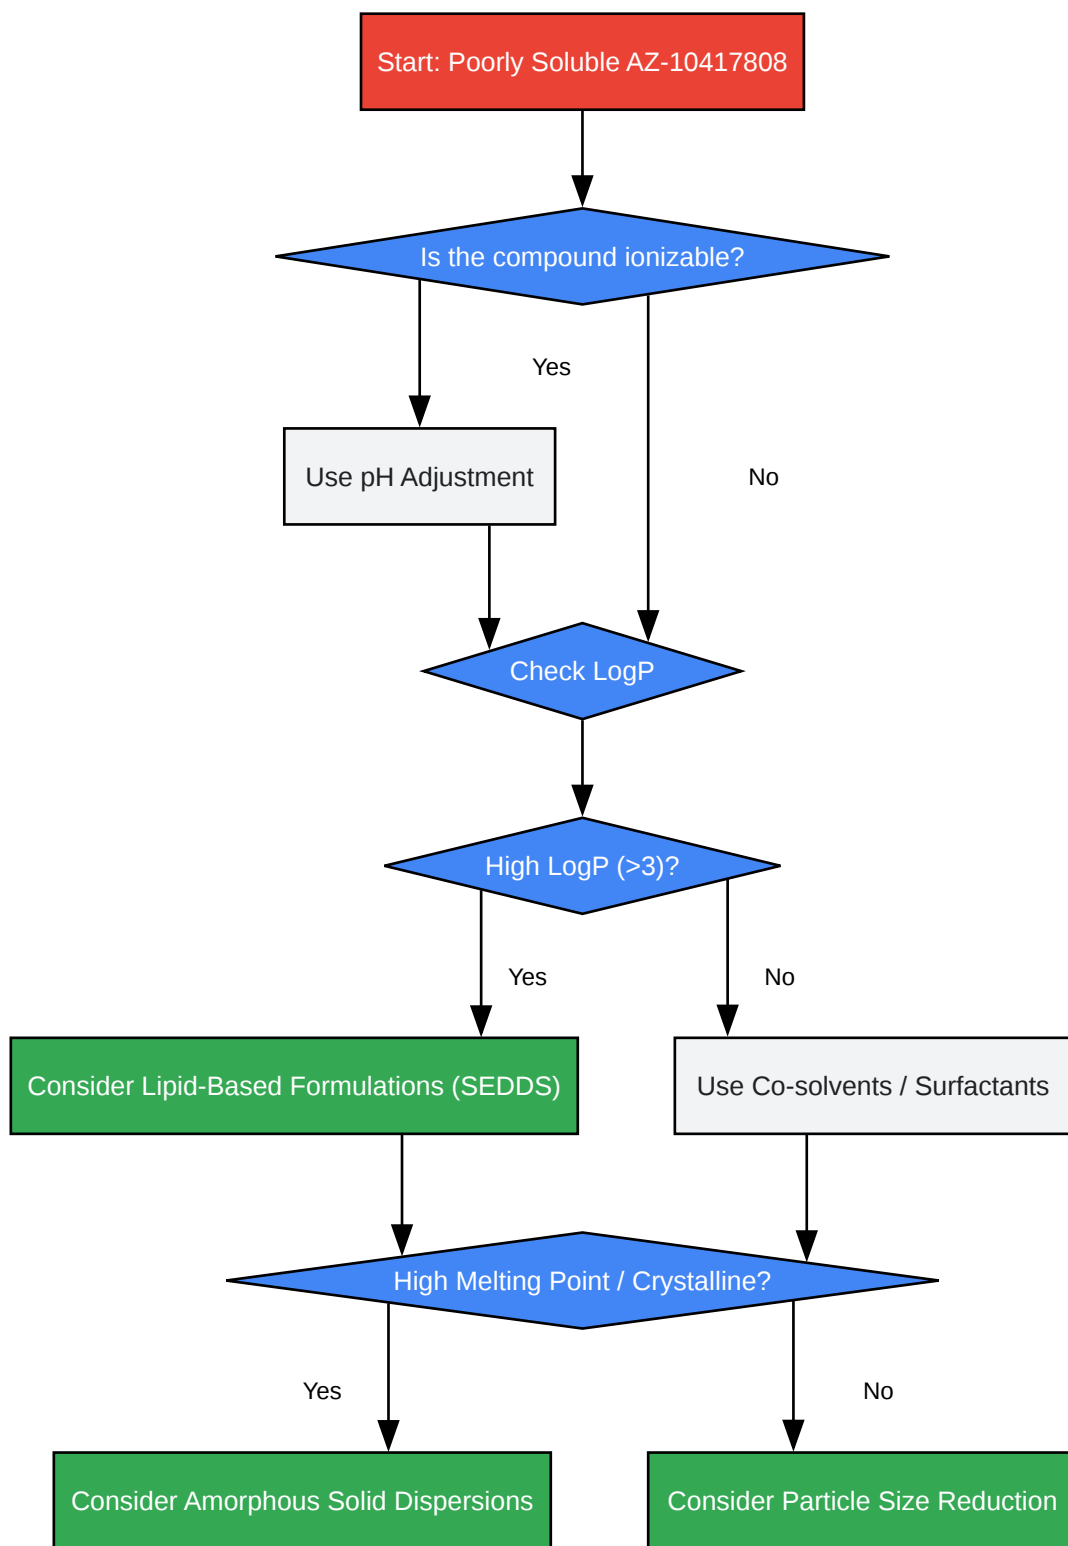 Start: Poorly Soluble AZ-10417808
Is the compound ionizable?
Yes
Use pH Adjustment
No
Check LogP
High LogP (>3)?
Yes
No
Consider Lipid-Based Formulations (SEDDS)
Use Co-solvents / Surfactants
High Melting Point / Crystalline?
Yes
No
Consider Amorphous Solid Dispersions
Consider Particle Size Reduction